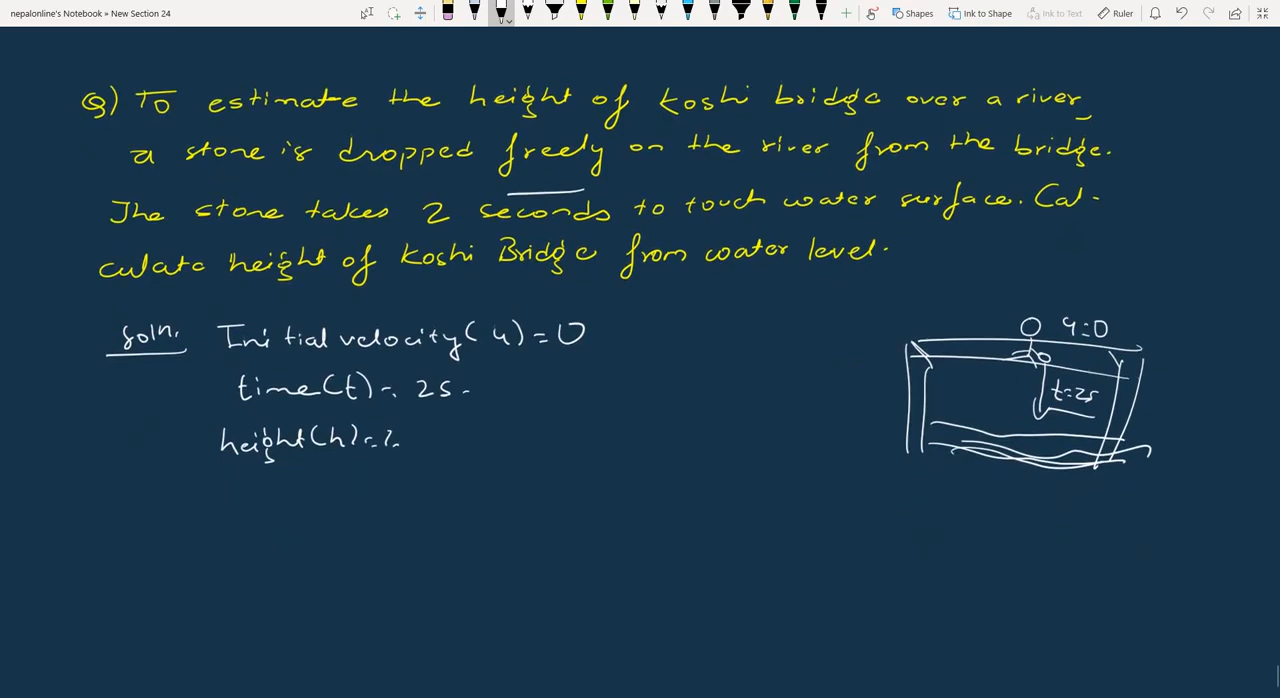 nepalonline's Notebook » New Section 24
Shapes
Ink to Shape
Ink to Text
Ruler
Q) To estimate the height of Koshi bridge over a river,
a stone is dropped freely on the river from the bridge.
The stone takes 2 seconds to touch water surface. Cal-
culate height of Koshi Bridge from water level.
Soln. Initial velocity (u) = 0
time (t) = 2s.
height (h) = ?
u=0
t=2s